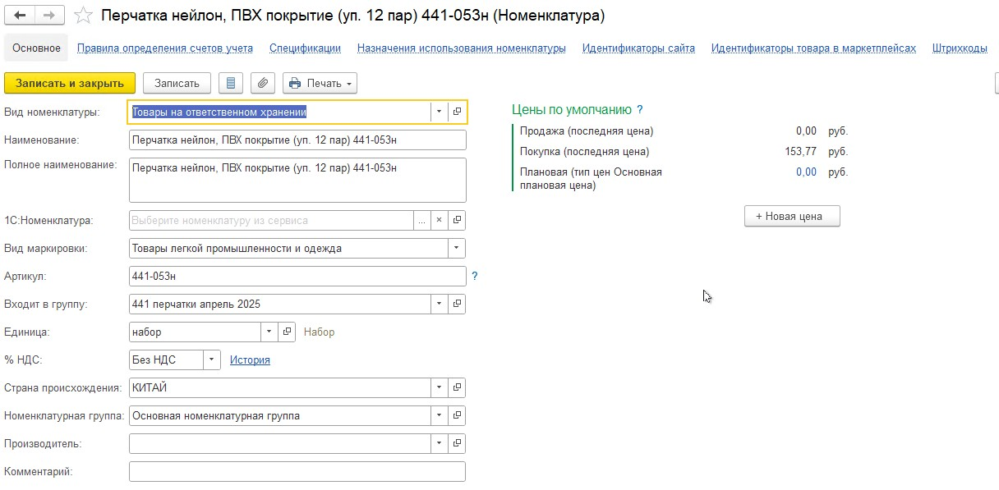 Перчатка нейлон, ПВХ покрытие (уп. 12 пар) 441-053н (Номенклатура)
Основное Правила определения счетов учета Спецификации Назначения использования номенклатуры Идентификаторы сайта Идентификаторы товара в маркетплейсах Штрихкоды
Записать и закрыть Записать Печать
Вид номенклатуры: Товары на ответственном хранении
Наименование: Перчатка нейлон, ПВХ покрытие (уп. 12 пар) 441-053н
Полное наименование: Перчатка нейлон, ПВХ покрытие (уп. 12 пар) 441-053н
1С:Номенклатура: Выберите номенклатуру из сервиса ... ×
Вид маркировки: Товары легкой промышленности и одежда
Артикул: 441-053н ?
Входит в группу: 441 перчатки апрель 2025
Единица: набор Набор
% НДС: Без НДС История
Страна происхождения: КИТАЙ
Номенклатурная группа: Основная номенклатурная группа
Производитель:
Комментарий:
Цены по умолчанию ?
Продажа (последняя цена) 0,00 руб.
Покупка (последняя цена) 153,77 руб.
Плановая (тип цен Основная 0,00 руб.
плановая цена)
+ Новая цена